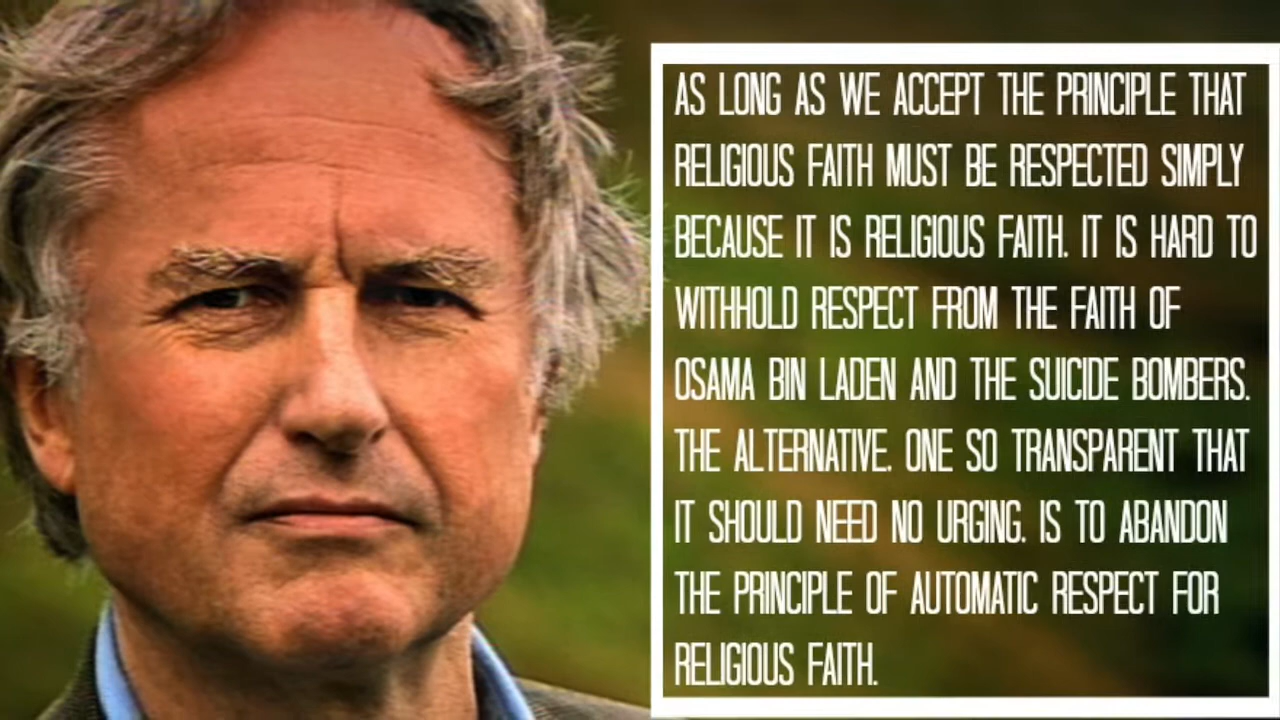 AS LONG AS WE ACCEPT THE PRINCIPLE THAT
RELIGIOUS FAITH MUST BE RESPECTED SIMPLY
BECAUSE IT IS RELIGIOUS FAITH. IT IS HARD TO
WITHHOLD RESPECT FROM THE FAITH OF
OSAMA BIN LADEN AND THE SUICIDE BOMBERS.
THE ALTERNATIVE. ONE SO TRANSPARENT THAT
IT SHOULD NEED NO URGING. IS TO ABANDON
THE PRINCIPLE OF AUTOMATIC RESPECT FOR
RELIGIOUS FAITH.